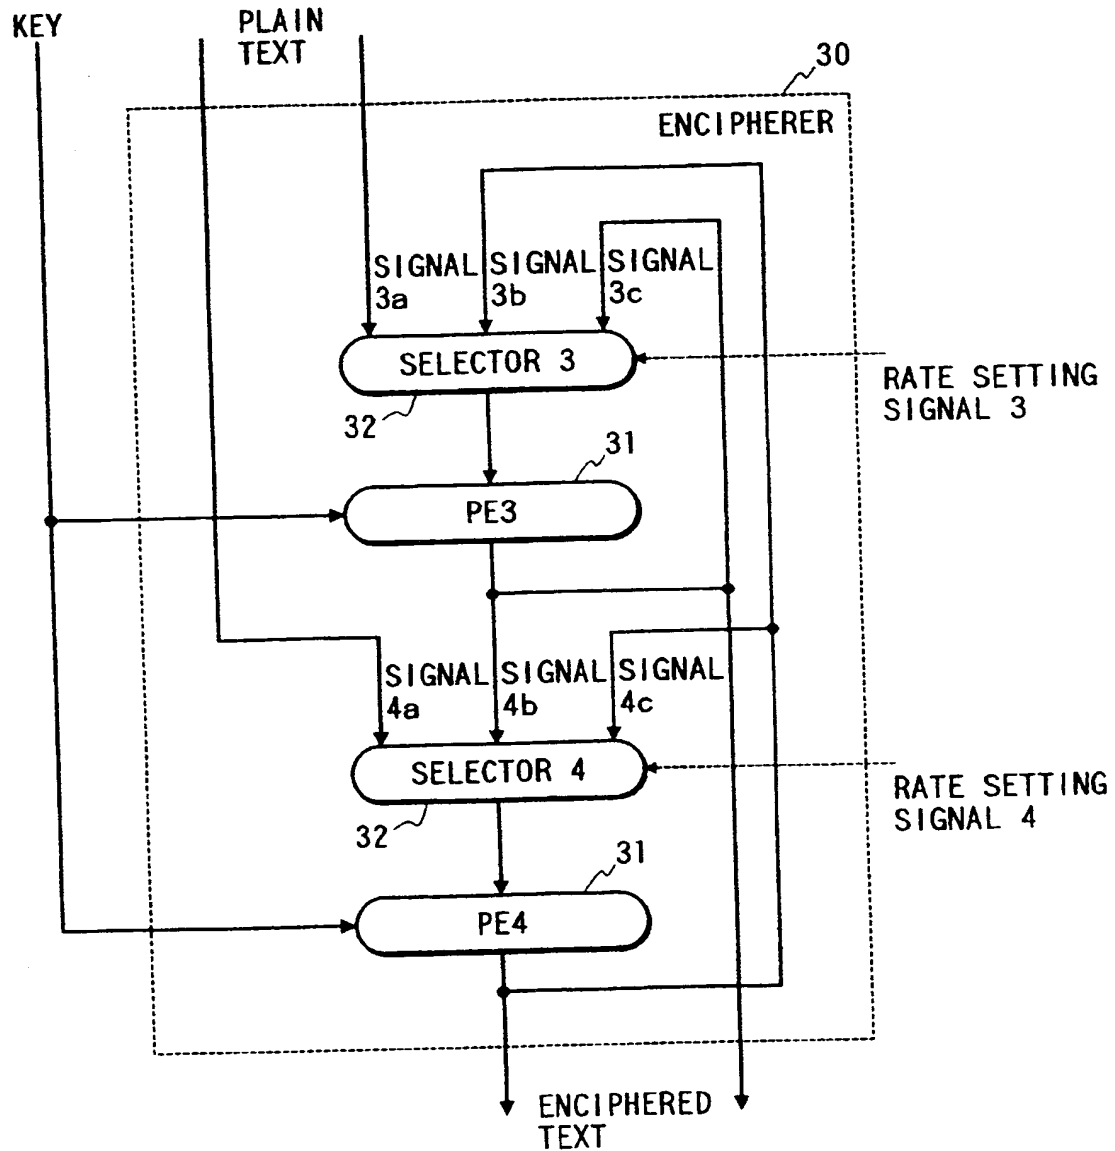 KEY
PLAIN
TEXT
30
ENCIPHERER
SIGNAL
3a
SIGNAL
3b
SIGNAL
3c
SELECTOR 3
RATE SETTING
SIGNAL 3
32
31
PE3
SIGNAL
4a
SIGNAL
4b
SIGNAL
4c
SELECTOR 4
RATE SETTING
SIGNAL 4
32
31
PE4
ENCIPHERED
TEXT